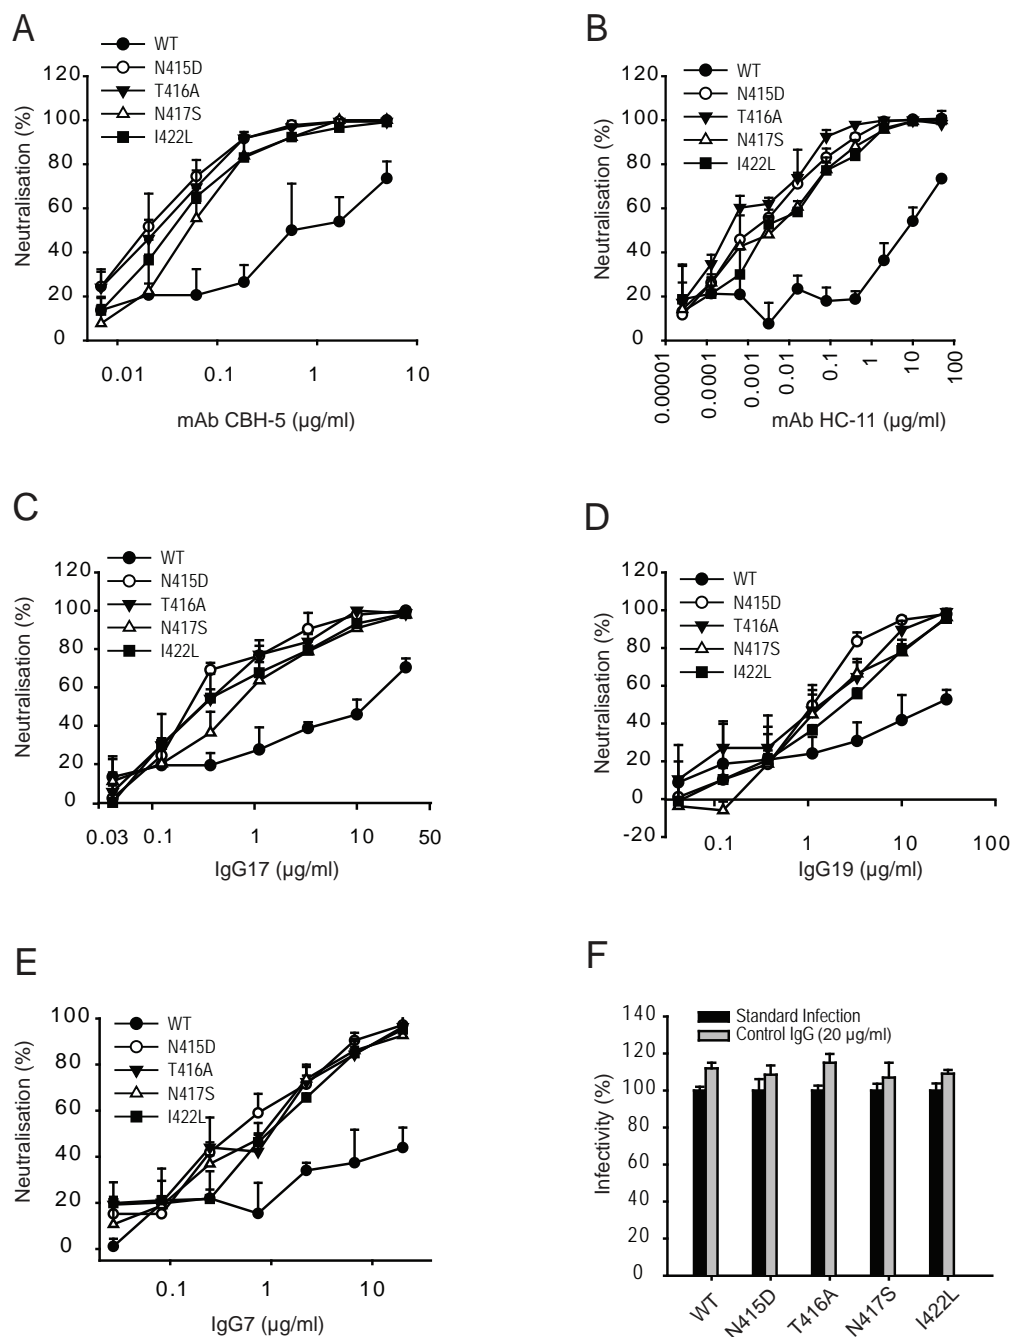 A
WT
N415D
T416A
N417S
I422L
Neutralisation (%)
120
100
80
60
40
20
0
0.01 0.1 1 10
mAb CBH-5 (µg/ml)
B
WT
N415D
T416A
N417S
I422L
Neutralisation (%)
120
100
80
60
40
20
0
0.00001 0.0001 0.001 0.01 0.1 1 10 100
mAb HC-11 (µg/ml)
C
WT
N415D
T416A
N417S
I422L
Neutralisation (%)
120
100
80
60
40
20
0
0.03 0.1 1 10 50
IgG17 (µg/ml)
D
WT
N415D
T416A
N417S
I422L
Neutralisation (%)
120
100
80
60
40
20
0
-20
0.1 1 10 100
IgG19 (µg/ml)
E
WT
N415D
T416A
N417S
I422L
Neutralisation (%)
100
80
60
40
20
0
0.1 1 10
IgG7 (µg/ml)
F
Standard Infection
Control IgG (20 µg/ml)
Infectivity (%)
140
120
100
80
60
40
20
0
WT N415D T416A N417S I422L